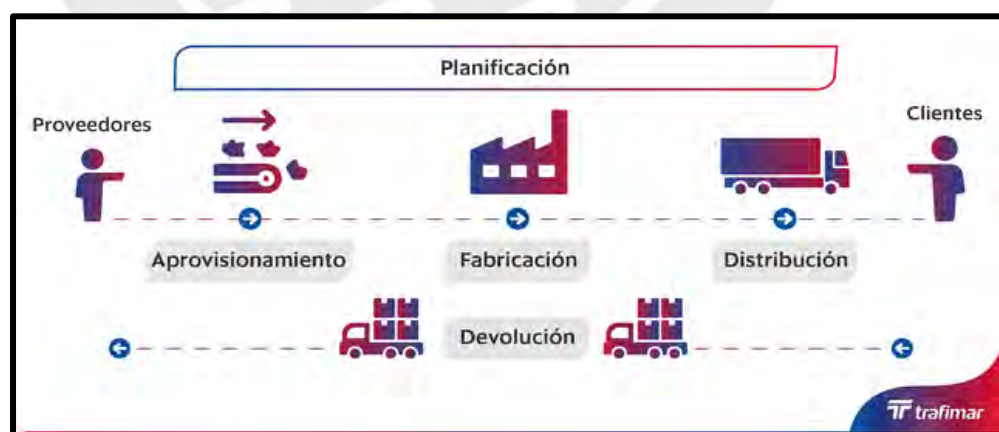 Planificación
Proveedores
Clientes
Aprovisionamiento
Fabricación
Distribución
Devolución
trafimar